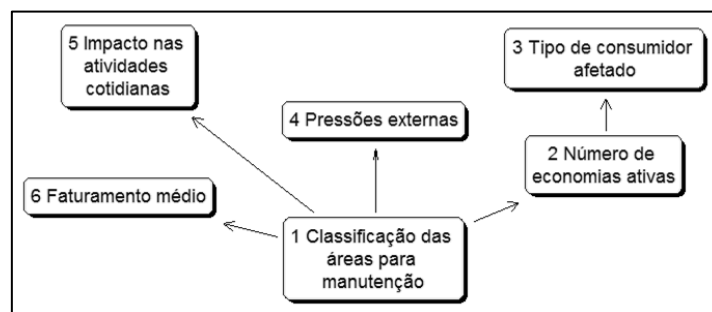 5 Impacto nas
atividades
cotidianas
3 Tipo de consumidor
afetado
4 Pressões externas
2 Número de
economias ativas
6 Faturamento médio
1 Classificação das
áreas para
manutenção